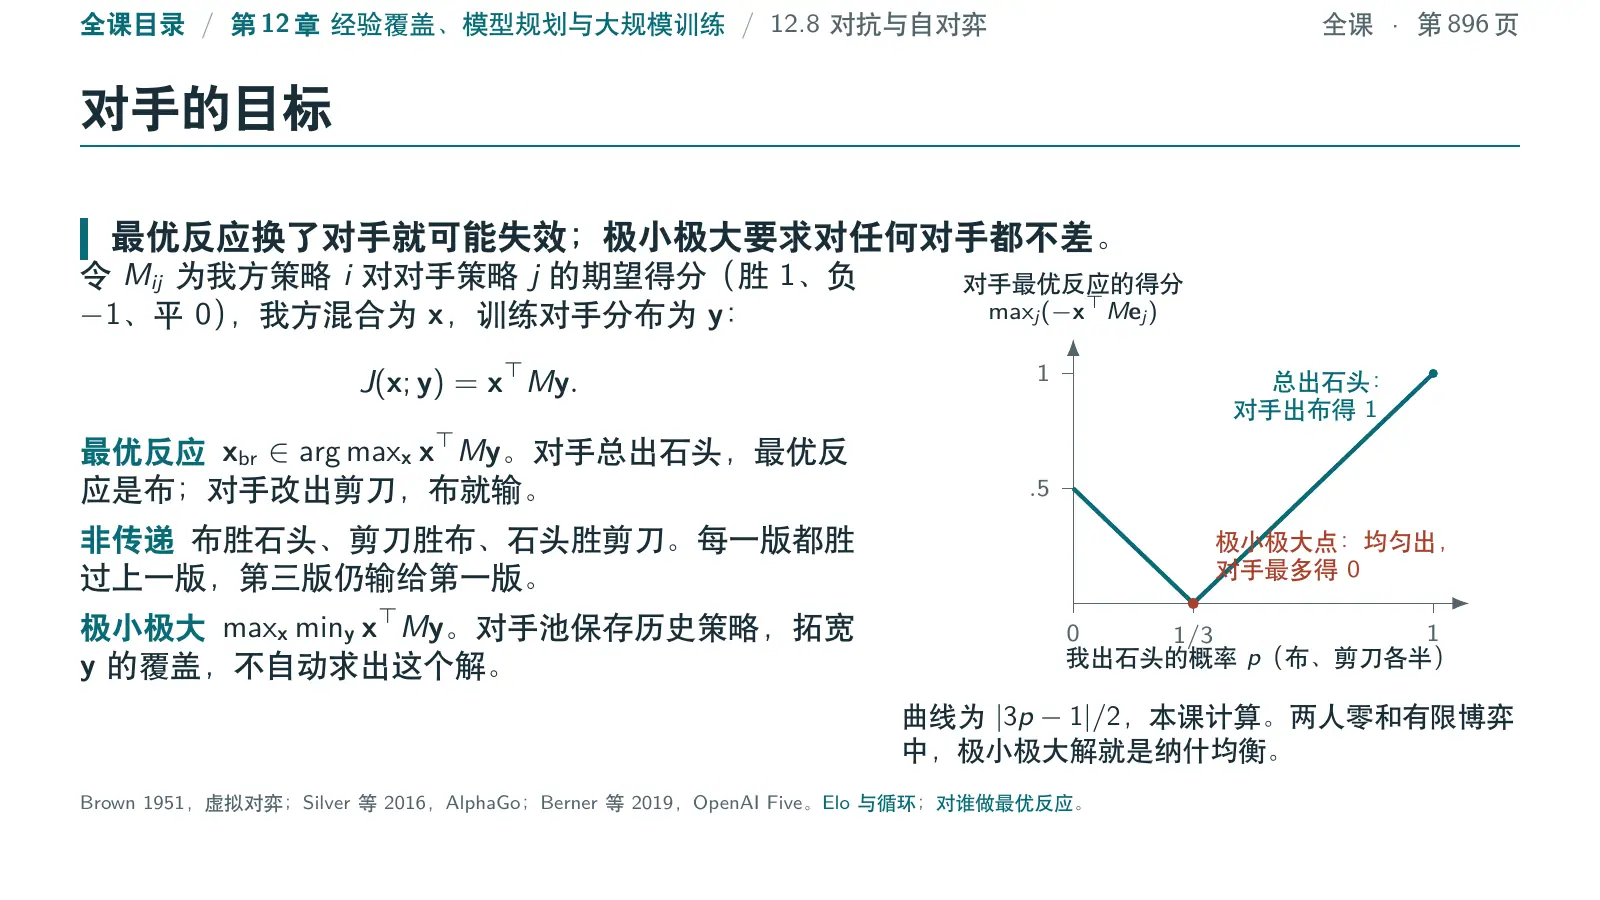 全课目录 / 第 12 章 经验覆盖、模型规划与大规模训练 / 12.8 对抗与自对弈 全课 · 第 896 页
对手的目标
最优反应换了对手就可能失效；极小极大要求对任何对手都不差。
令 M_ij 为我方策略 i 对对手策略 j 的期望得分（胜 1、负
−1、平 0），我方混合为 x，训练对手分布为 y：
J(x; y) = x^⊤ My.
最优反应 x_br ∈ arg max_x x^⊤ My。对手总出石头，最优反
应是布；对手改出剪刀，布就输。
非传递 布胜石头、剪刀胜布、石头胜剪刀。每一版都胜
过上一版，第三版仍输给第一版。
极小极大 max_x min_y x^⊤ My。对手池保存历史策略，拓宽
y 的覆盖，不自动求出这个解。
对手最优反应的得分
max_j(−x^⊤ Me_j)
1
总出石头：
对手出布得 1
.5
极小极大点：均匀出，
对手最多得 0
0 1/3 1
我出石头的概率 p（布、剪刀各半）
曲线为 |3p − 1|/2，本课计算。两人零和有限博弈
中，极小极大解就是纳什均衡。
Brown 1951，虚拟对弈；Silver 等 2016，AlphaGo；Berner 等 2019，OpenAI Five。Elo 与循环；对谁做最优反应。